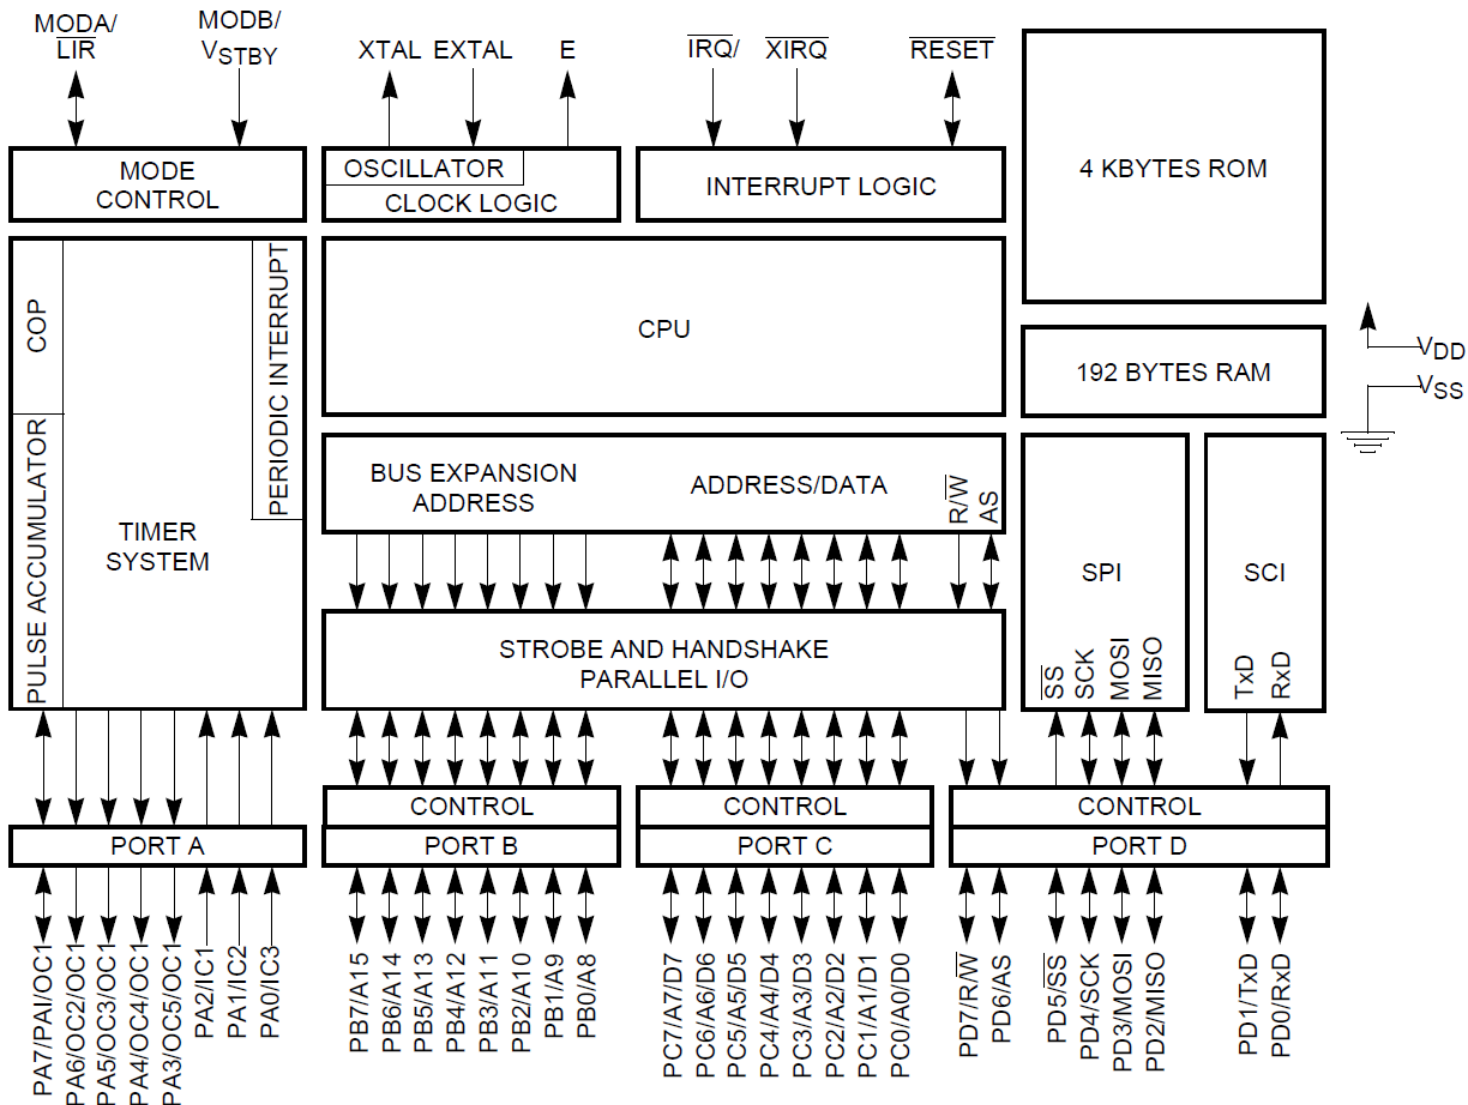 MODA/
LIR
MODB/
VSTBY
XTAL
EXTAL
E
IRQ/
XIRQ
RESET
MODE
CONTROL
OSCILLATOR
CLOCK LOGIC
INTERRUPT LOGIC
4 KBYTES ROM
COP
PERIODIC INTERRUPT
CPU
192 BYTES RAM
VDD
VSS
PULSE ACCUMULATOR
TIMER
SYSTEM
BUS EXPANSION
ADDRESS
ADDRESS/DATA
R/W
AS
SPI
SCI
STROBE AND HANDSHAKE
PARALLEL I/O
SS
SCK
MOSI
MISO
TxD
RxD
CONTROL
CONTROL
CONTROL
PORT A
PORT B
PORT C
PORT D
PA7/PAI/OC1
PA6/OC2/OC1
PA5/OC3/OC1
PA4/OC4/OC1
PA3/OC5/OC1
PA2/IC1
PA1/IC2
PA0/IC3
PB7/A15
PB6/A14
PB5/A13
PB4/A12
PB3/A11
PB2/A10
PB1/A9
PB0/A8
PC7/A7/D7
PC6/A6/D6
PC5/A5/D5
PC4/A4/D4
PC3/A3/D3
PC2/A2/D2
PC1/A1/D1
PC0/A0/D0
PD7/R/W
PD6/AS
PD5/SS
PD4/SCK
PD3/MOSI
PD2/MISO
PD1/TxD
PD0/RxD